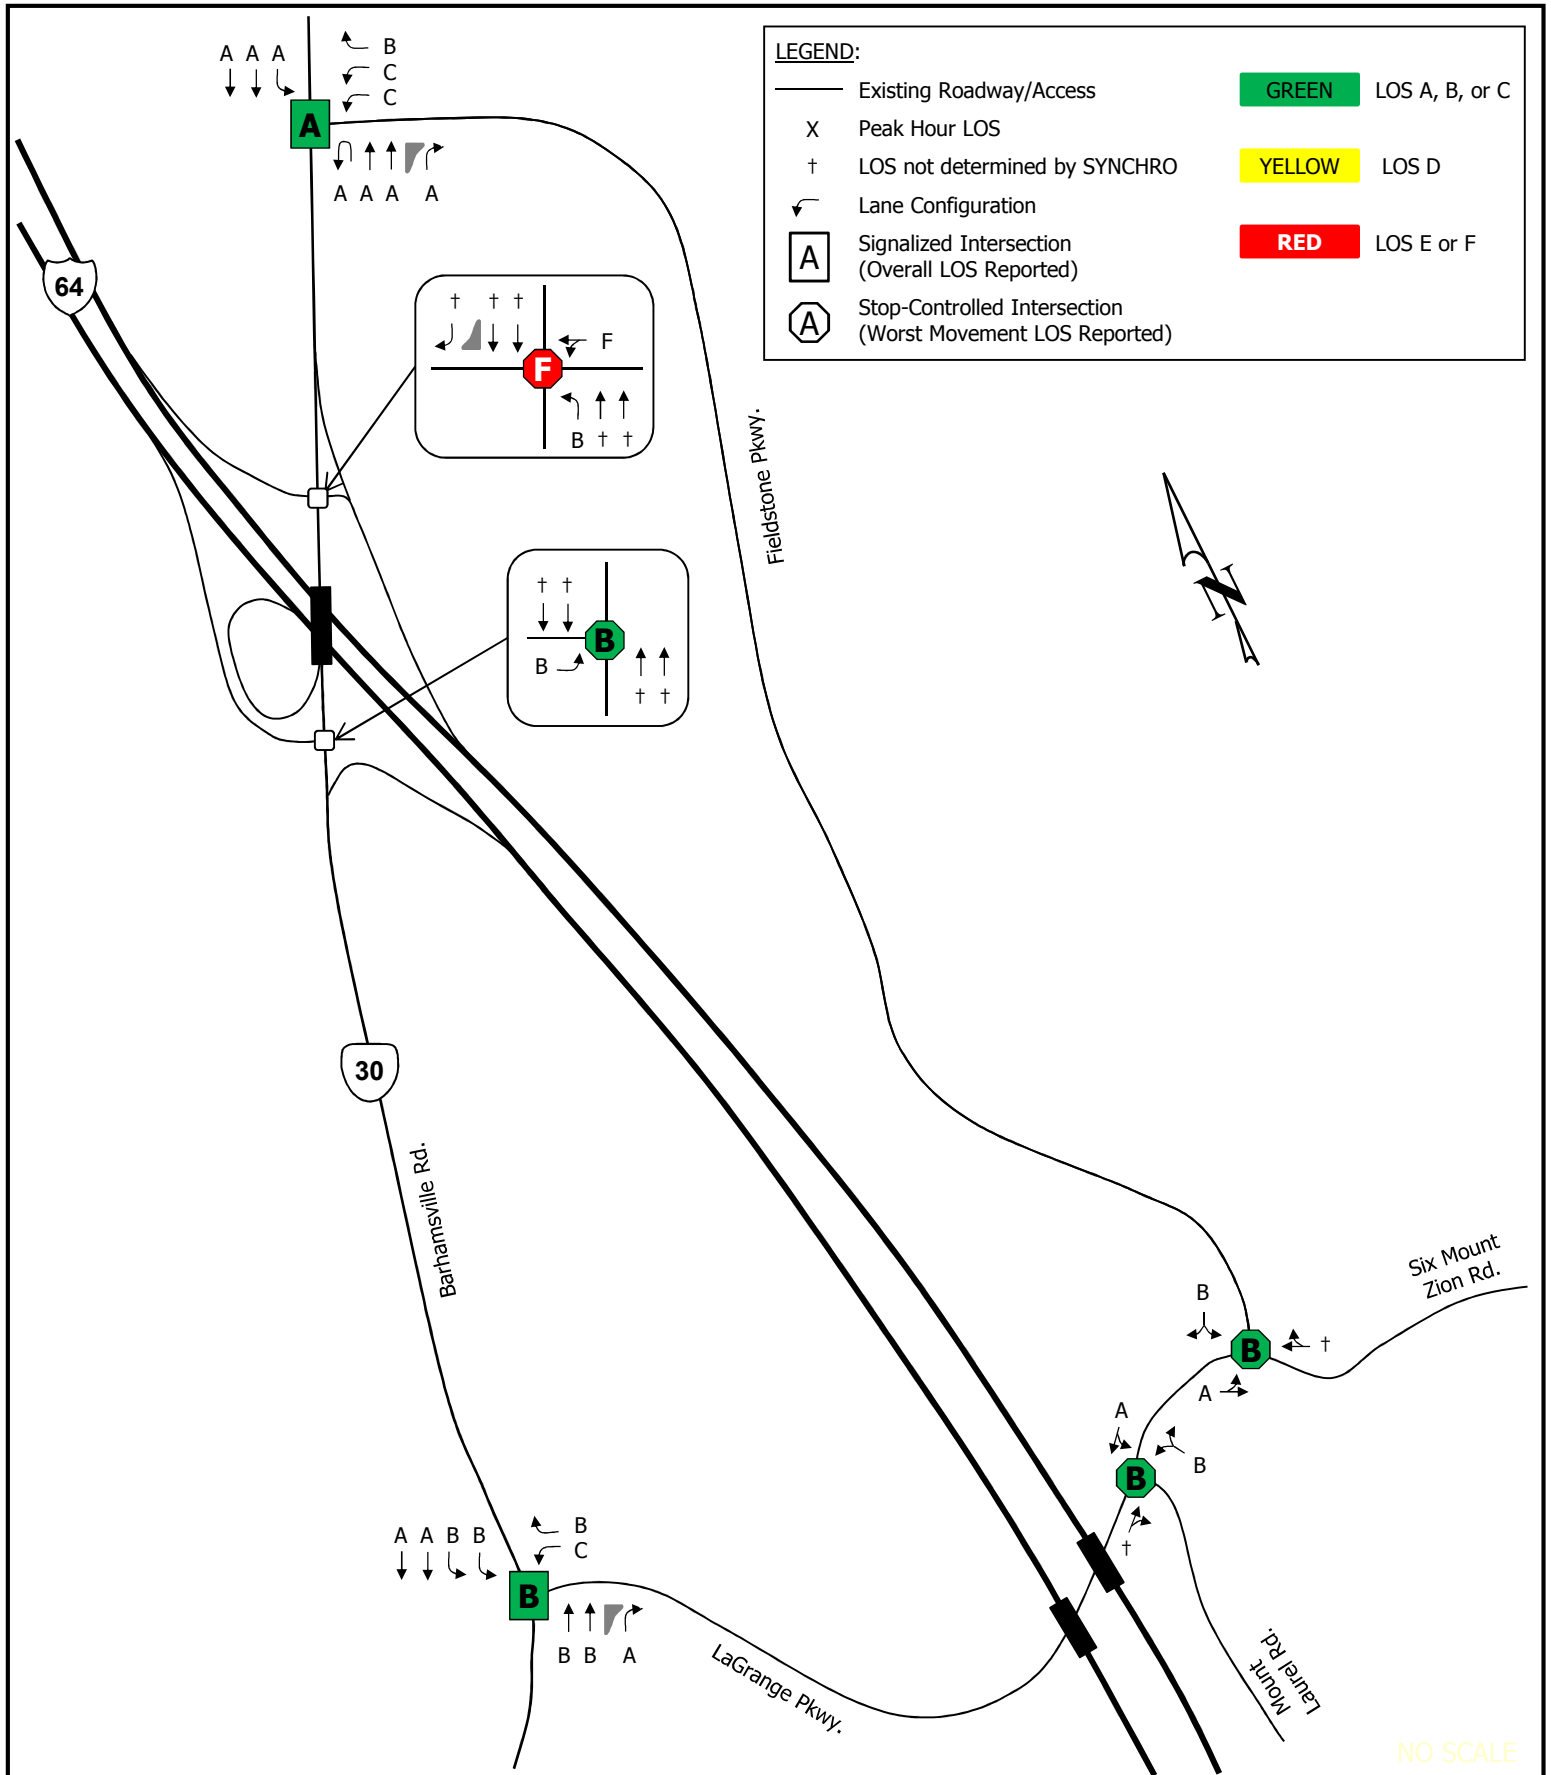 A A A
B
C
C
A
A A A A
LEGEND:
Existing Roadway/Access
GREEN LOS A, B, or C
X Peak Hour LOS
† LOS not determined by SYNCHRO
YELLOW LOS D
Lane Configuration
A Signalized Intersection
(Overall LOS Reported)
RED LOS E or F
A Stop-Controlled Intersection
(Worst Movement LOS Reported)
64
† † †
F
F
B † †
Fieldstone Pkwy.
N
† †
B
B
† †
30
Barhamsville Rd.
Six Mount
Zion Rd.
B
B †
A
A
B
B
†
A A B B
B
C
B
B B A
LaGrange Pkwy.
Mount
Laurel Rd.
NO SCALE